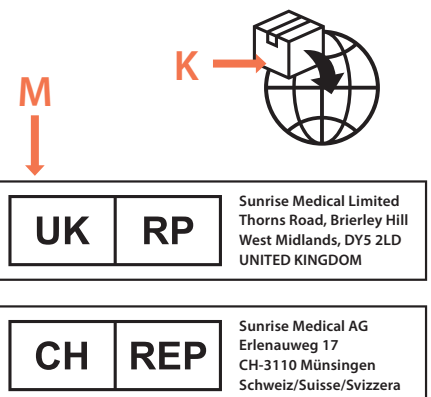 K
M
UK RP
Sunrise Medical Limited
Thorns Road, Brierley Hill
West Midlands, DY5 2LD
UNITED KINGDOM
CH REP
Sunrise Medical AG
Erlenauweg 17
CH-3110 Münsingen
Schweiz/Suisse/Svizzera